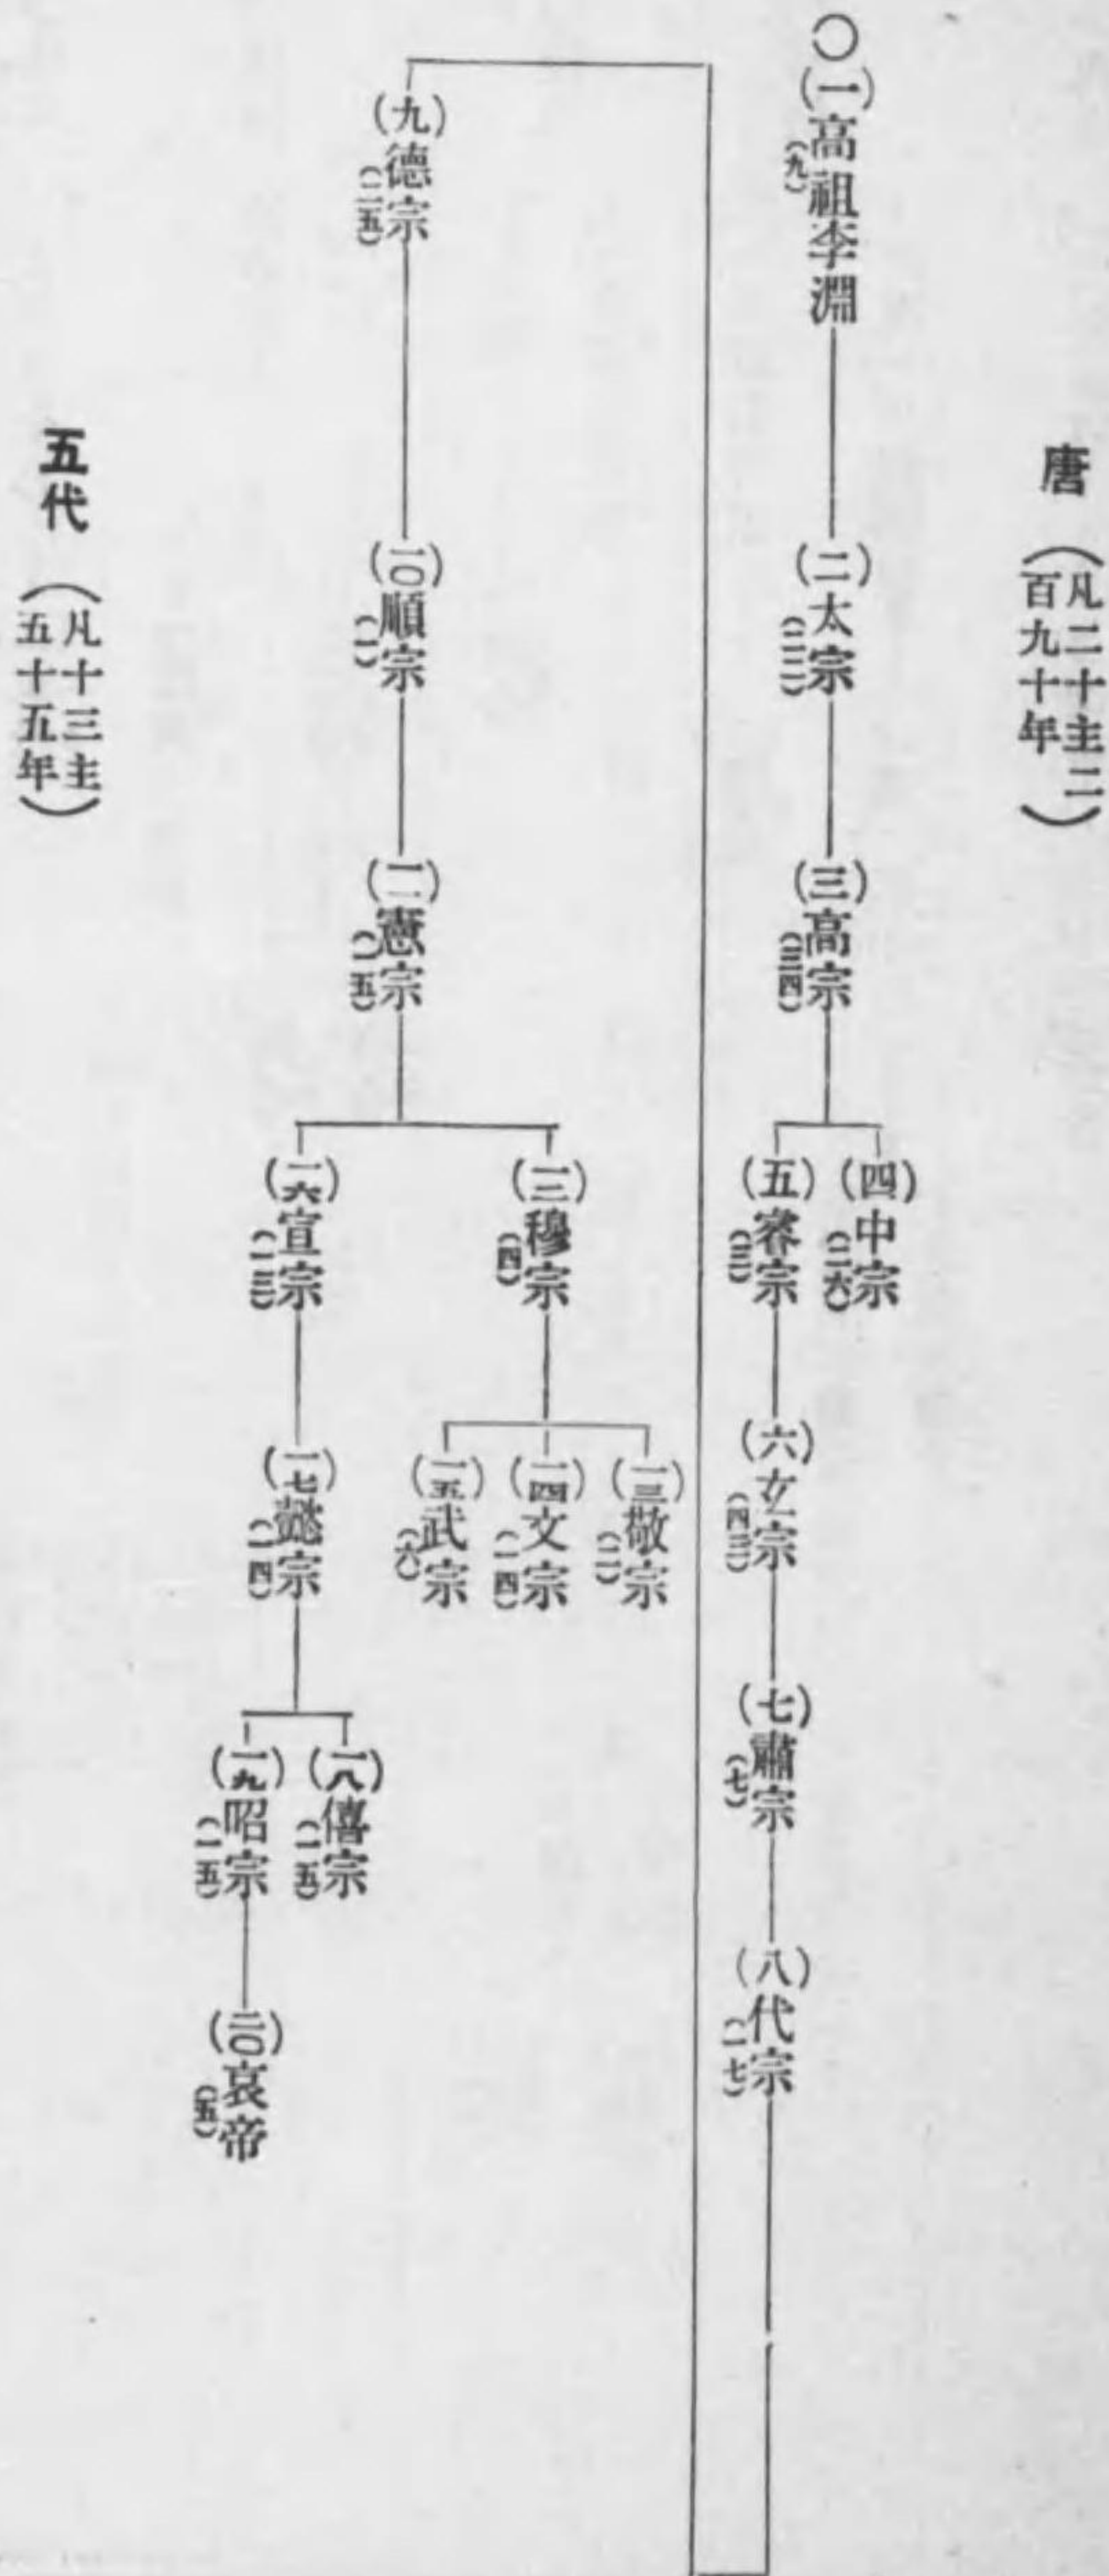 唐 (凡二十主二
百九十年)
〇(一)高祖李淵(九)
(二)太宗(二二)
(三)高宗(三四)
(四)中宗(二六)
(五)睿宗(三)
(六)玄宗(四三)
(七)肅宗(七)
(八)代宗(一七)
(九)德宗(二五)
(一〇)順宗(一)
(一一)憲宗(一五)
(一二)穆宗(四)
(一三)敬宗(二)
(一四)文宗(一四)
(一五)武宗(六)
(一六)宣宗(一三)
(一七)懿宗(一四)
(一八)僖宗(一五)
(一九)昭宗(一五)
(二〇)哀帝(五)
五代 (凡十三主
五十五年)